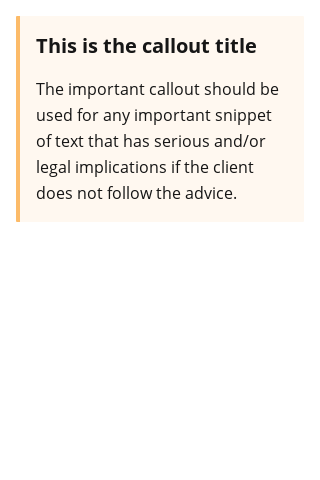 This is the callout title
The important callout should be
used for any important snippet
of text that has serious and/or
legal implications if the client
does not follow the advice.